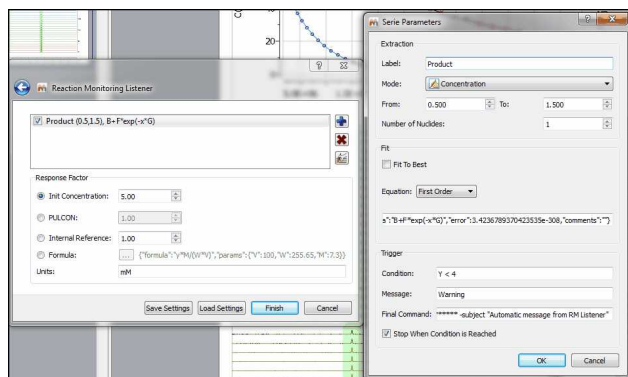 20
Reaction Monitoring Listener
Product (0.5,1.5), B+F*exp(-x*G)
Response Factor
Init Concentration: 5.00
PULCON: 1.00
Internal Reference: 1.00
Formula: ... {"formula":"y*M/(W*V)","params":{"V":100,"W":255.65,"M":7.3}}
Units: mM
Save Settings Load Settings Finish Cancel
Serie Parameters
Extraction
Label: Product
Mode: Concentration
From: 0.500 To: 1.500
Number of Nuclides: 1
Fit
Fit To Best
Equation: First Order
s":"B+F*exp(-x*G)","error":3.4236789370423535e-308,"comments":""}
Trigger
Condition: Y < 4
Message: Warning
Final Command: ****** -subject "Automatic message from RM Listener"
Stop When Condition is Reached
OK Cancel